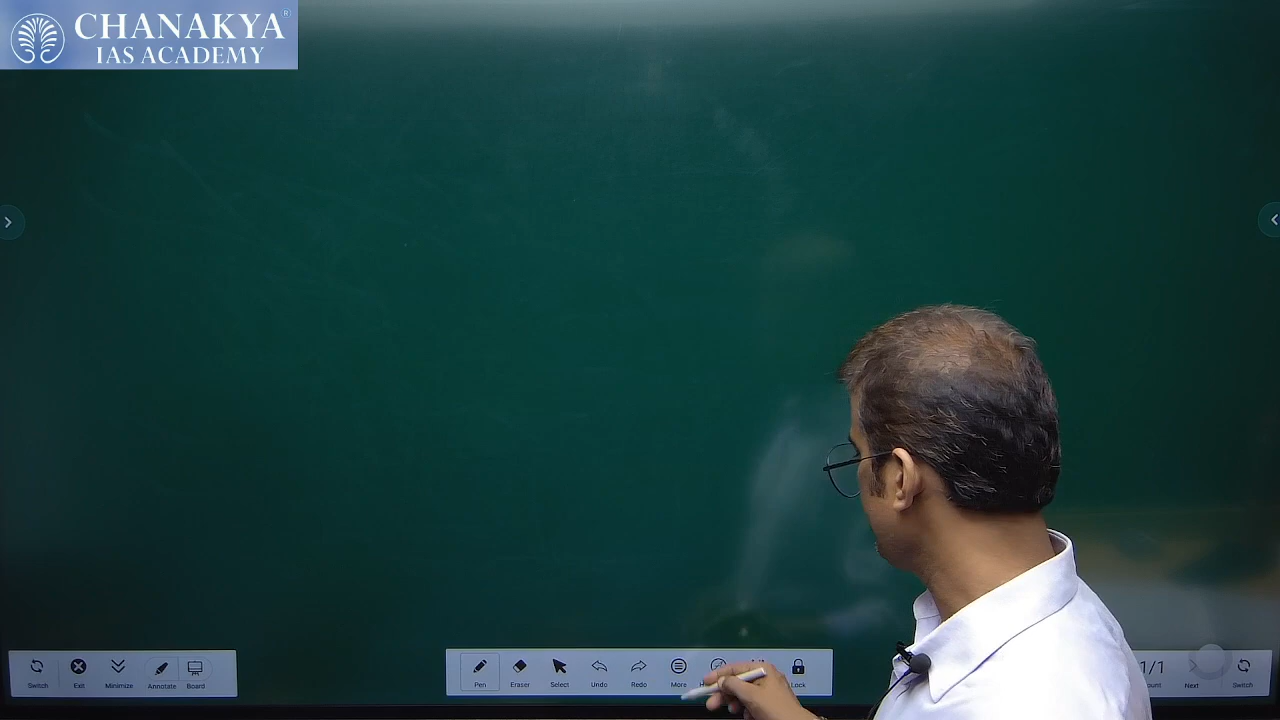 CHANAKYA ®
IAS ACADEMY
Switch Exit Minimize Annotate Board
Pen Eraser Select Undo Redo More Lock
1/1
Next Switch